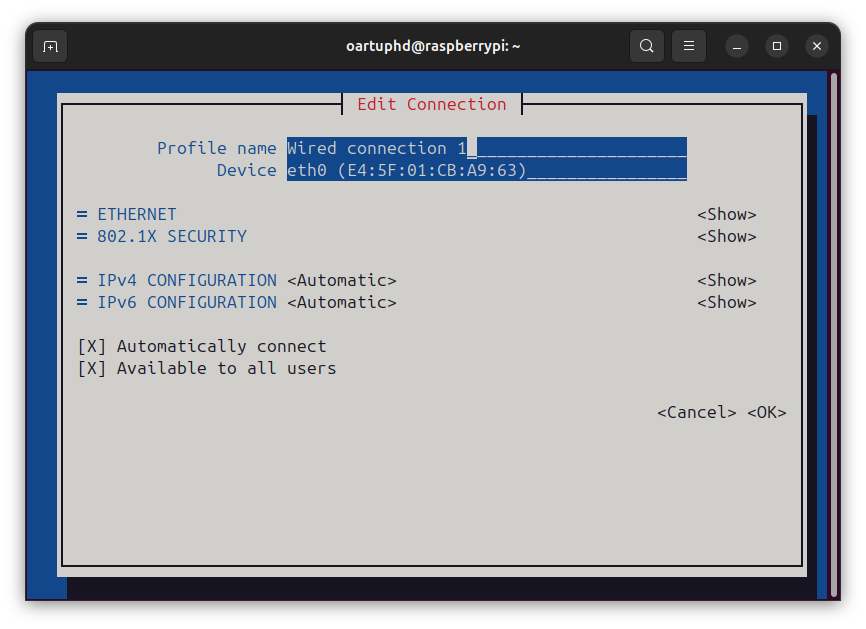 oartuphd@raspberrypi: ~
Edit Connection
Profile name Wired connection 1______________________
Device eth0 (E4:5F:01:CB:A9:63)________________
= ETHERNET <Show>
= 802.1X SECURITY <Show>
= IPv4 CONFIGURATION <Automatic> <Show>
= IPv6 CONFIGURATION <Automatic> <Show>
[X] Automatically connect
[X] Available to all users
<Cancel> <OK>